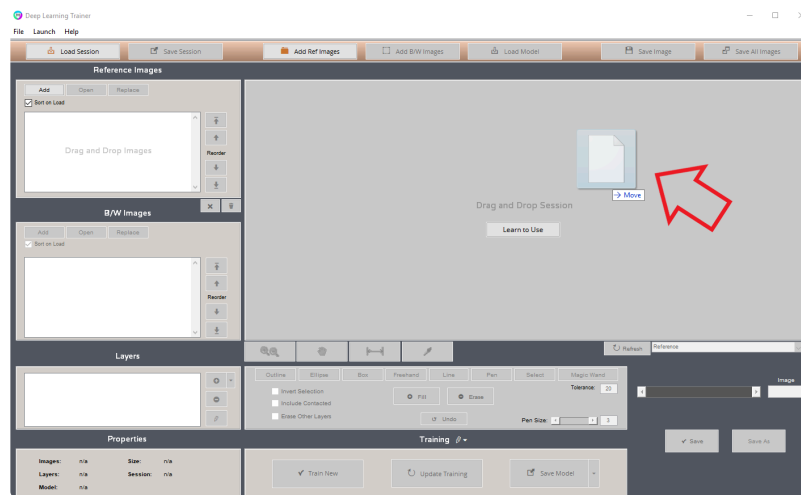 Deep Learning Trainer
File Launch Help
Load Session Save Session Add Ref Images Add B/W Images Load Model Save Image Save All Images
Reference Images
Add Open Replace
Sort on Load
Drag and Drop Images
Reorder
Move
Drag and Drop Session
Learn to Use
B/W Images
Add Open Replace
Sort on Load
Reorder
Refresh Reference
Layers
Outline Ellipse Box Freehand Line Pen Select Magic Wand
Invert Selection
Include Contacted
Erase Other Layers
Fill Erase
Tolerance: 20
Undo
Pen Size: 3
Image
Save Save As
Properties
Images: n/a Size: n/a
Layers: n/a Session: n/a
Model: n/a
Training
Train New Update Training Save Model